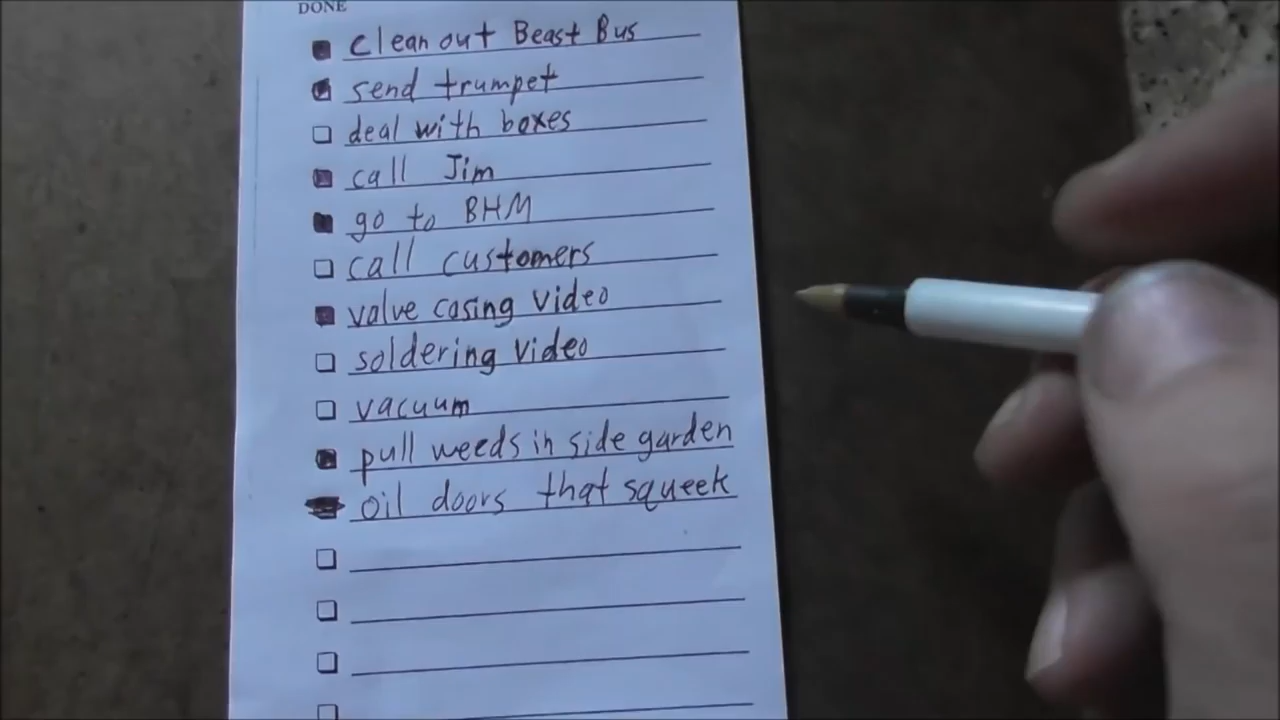 DONE
clean out Beast Bus
send trumpet
deal with boxes
call Jim
go to BHM
call customers
valve casing video
soldering video
vacuum
pull weeds in side garden
oil doors that squeek